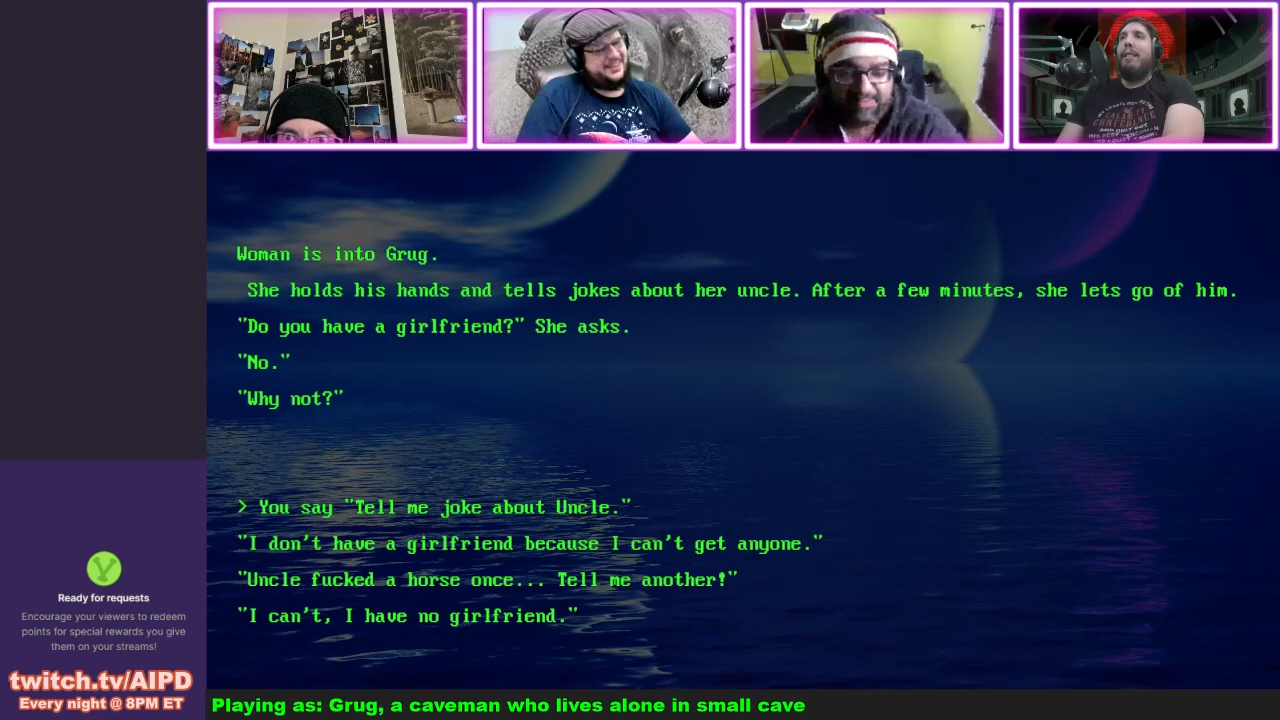 Woman is into Grug.
She holds his hands and tells jokes about her uncle. After a few minutes, she lets go of him.
"Do you have a girlfriend?" She asks.
"No."
"Why not?"
> You say "Tell me joke about Uncle."
"I don't have a girlfriend because I can't get anyone."
"Uncle fucked a horse once... Tell me another!"
"I can't, I have no girlfriend."
Ready for requests
Encourage your viewers to redeem
points for special rewards you give
them on your streams!
twitch.tv/AIPD
Every night @ 8PM ET
Playing as: Grug, a caveman who lives alone in small cave